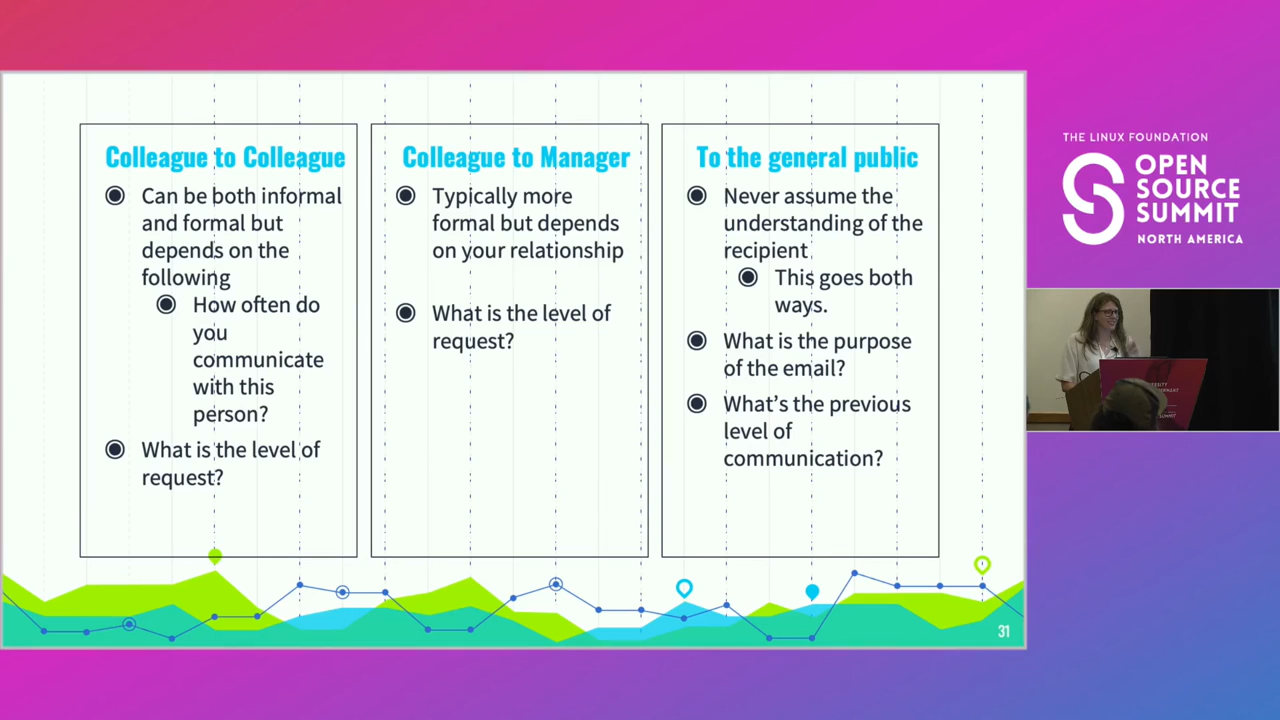 Colleague to Colleague
Can be both informal
and formal but
depends on the
following
How often do
you
communicate
with this
person?
What is the level of
request?
Colleague to Manager
Typically more
formal but depends
on your relationship
What is the level of
request?
To the general public
Never assume the
understanding of the
recipient
This goes both
ways.
What is the purpose
of the email?
What’s the previous
level of
communication?
31
THE LINUX FOUNDATION
OPEN
SOURCE
SUMMIT
NORTH AMERICA
SUMMIT